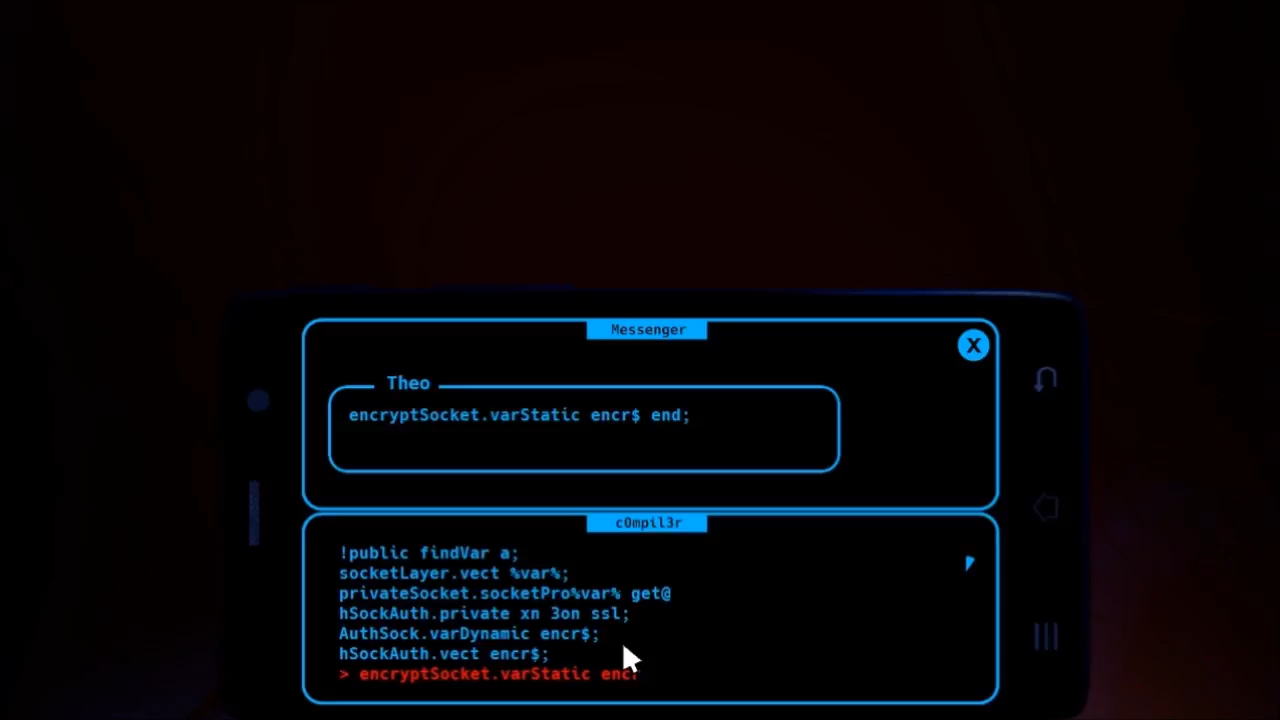 Messenger
X
Theo
encryptSocket.varStatic encr$ end;
c0mpil3r
!public findVar a;
socketLayer.vect %var%;
privateSocket.socketPro%var% get@
hSockAuth.private xn 3on ssl;
AuthSock.varDynamic encr$;
hSockAuth.vect encr$;
> encryptSocket.varStatic encr